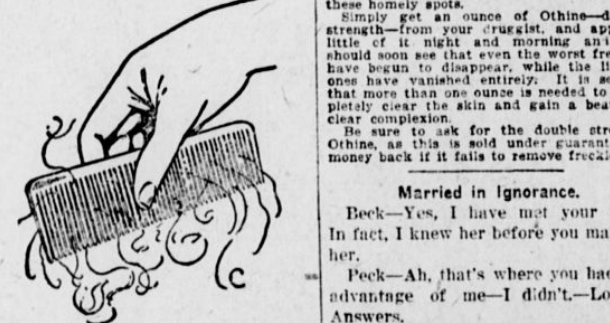 these homely spots.
Simply get an ounce of Othine—d
strength—from your druggist, and ap
little of it night and morning an
should soon see that even the worst fre
have begun to disappear, while the li
ones have vanished entirely. It is se
that more than one ounce is needed to
pletely clear the skin and gain a bea
clear complexion.
Be sure to ask for the double stre
Othine, as this is sold under guarant
money back if it fails to remove freckl
Married in Ignorance.
Beck—Yes, I have met your
In fact, I knew her before you ma
her.
Peck—Ah, that's where you had
advantage of me—I didn't.—Lo
Answers.